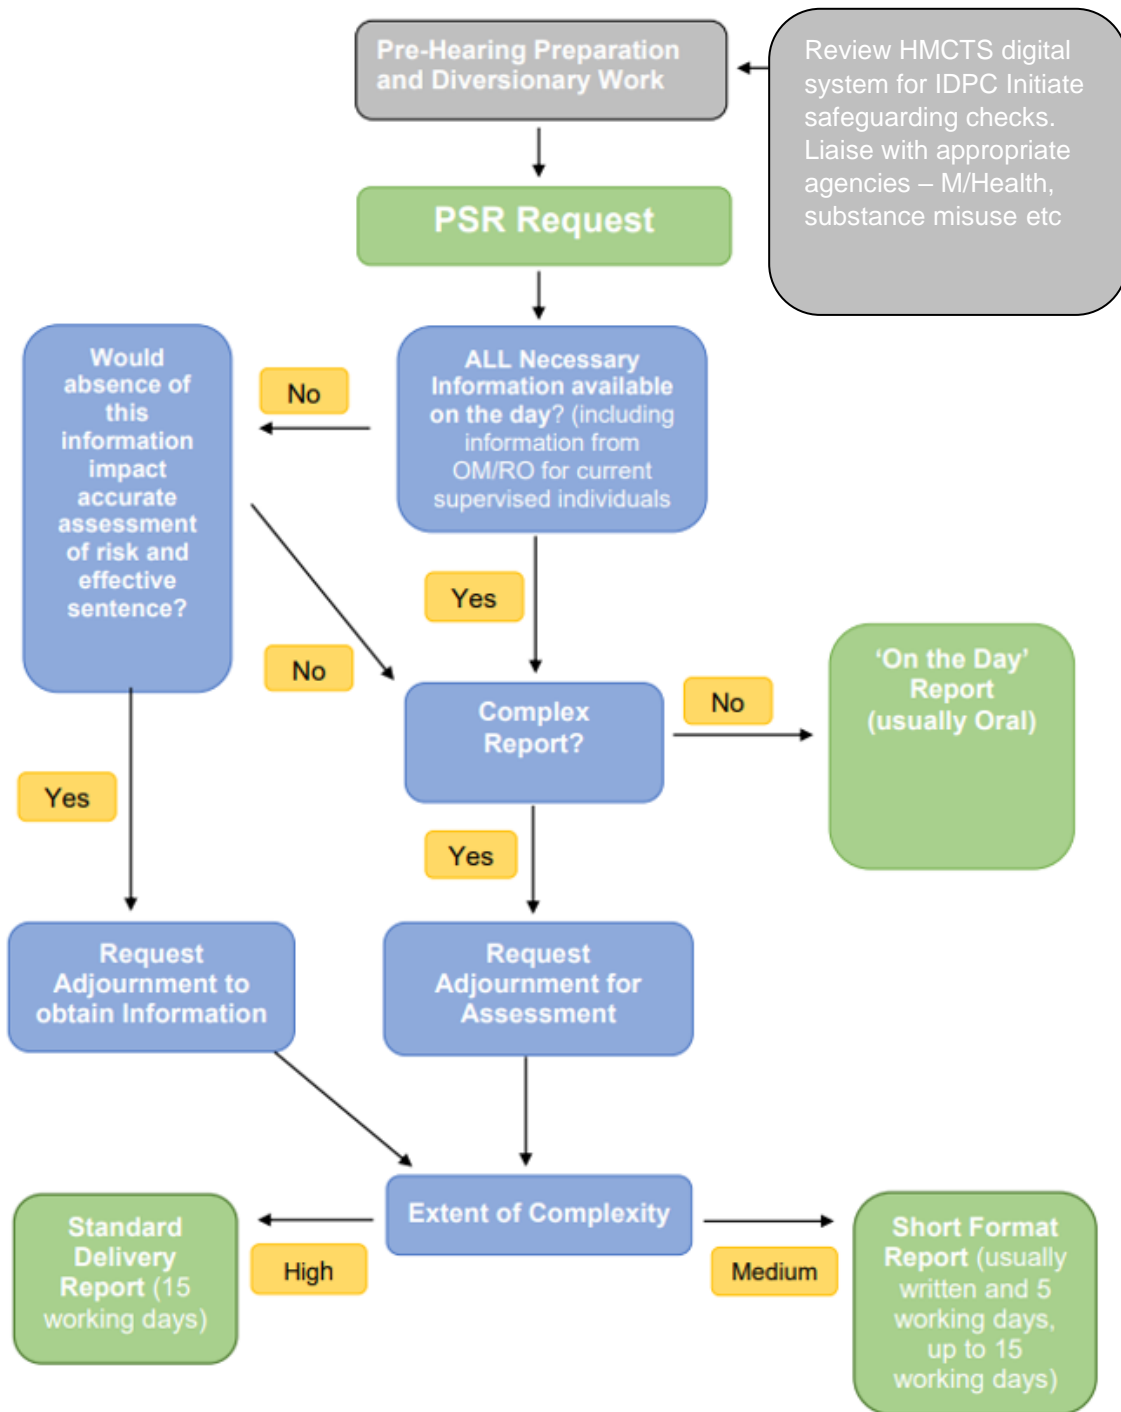 Pre-Hearing Preparation
and Diversionary Work
Review HMCTS digital
system for IDPC Initiate
safeguarding checks.
Liaise with appropriate
agencies – M/Health,
substance misuse etc
PSR Request
ALL Necessary
Information available
on the day? (including
information from
OM/RO for current
supervised individuals
No
Would
absence of
this
information
impact
accurate
assessment
of risk and
effective
sentence?
Yes
No
Complex
Report?
No
‘On the Day’
Report
(usually Oral)
Yes
Yes
Request
Adjournment to
obtain Information
Request
Adjournment for
Assessment
Extent of Complexity
High
Medium
Standard
Delivery
Report (15
working days)
Short Format
Report (usually
written and 5
working days,
up to 15
working days)